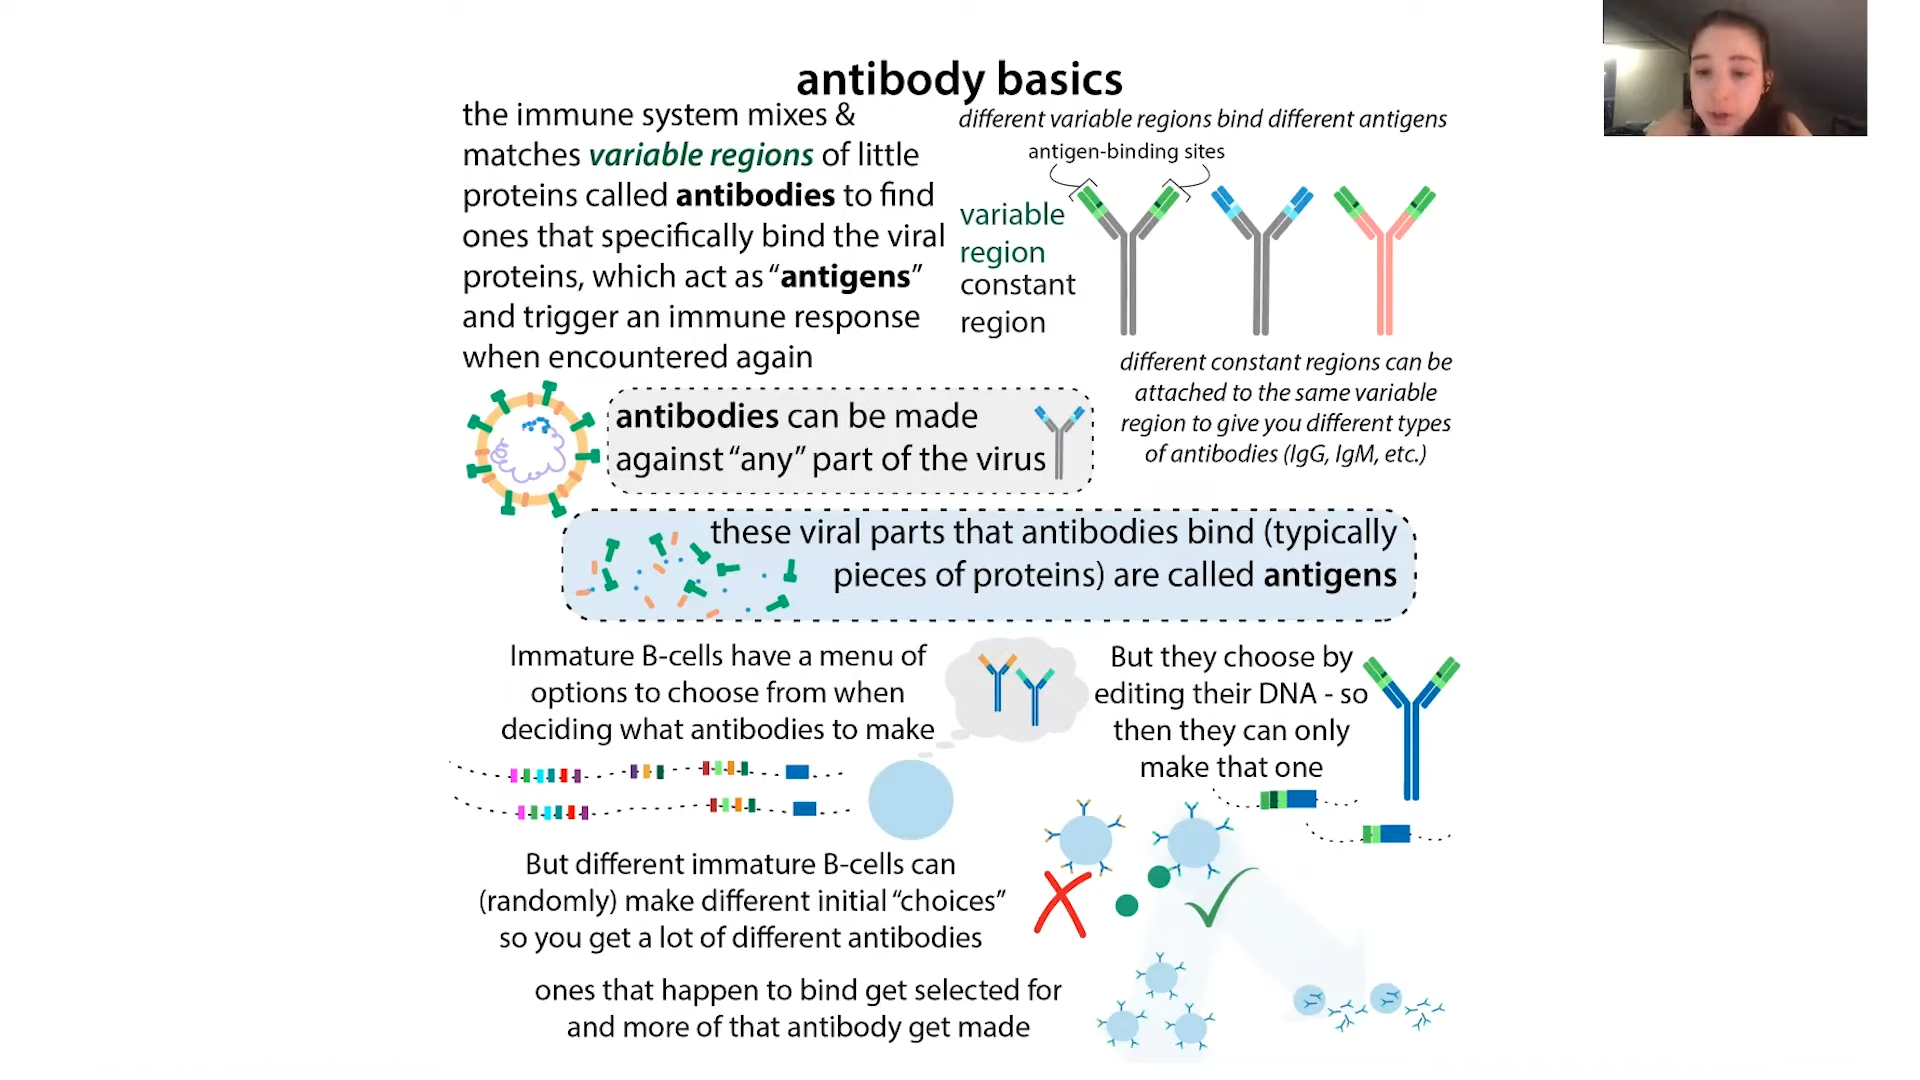 antibody basics
the immune system mixes &
matches variable regions of little
proteins called antibodies to find
ones that specifically bind the viral
proteins, which act as “antigens”
and trigger an immune response
when encountered again
different variable regions bind different antigens
antigen-binding sites
variable
region
constant
region
different constant regions can be
attached to the same variable
region to give you different types
of antibodies (IgG, IgM, etc.)
antibodies can be made
against “any” part of the virus
these viral parts that antibodies bind (typically
pieces of proteins) are called antigens
Immature B-cells have a menu of
options to choose from when
deciding what antibodies to make
But they choose by
editing their DNA - so
then they can only
make that one
But different immature B-cells can
(randomly) make different initial “choices”
so you get a lot of different antibodies
ones that happen to bind get selected for
and more of that antibody get made